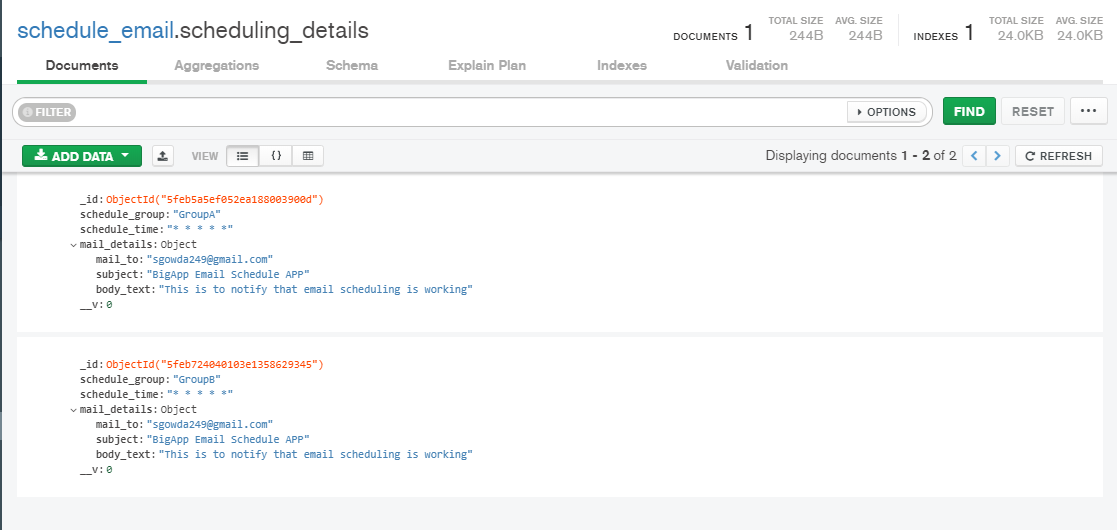 schedule_email.scheduling_details
DOCUMENTS 1 TOTAL SIZE 244B AVG. SIZE 244B INDEXES 1 TOTAL SIZE 24.0KB AVG. SIZE 24.0KB
Documents Aggregations Schema Explain Plan Indexes Validation
FILTER OPTIONS FIND RESET ...
ADD DATA VIEW {} Displaying documents 1 - 2 of 2 < > REFRESH
_id: ObjectId("5feb5a5ef052ea188003900d")
schedule_group: "GroupA"
schedule_time: "* * * * *"
mail_details: Object
mail_to: "sgowda249@gmail.com"
subject: "BigApp Email Schedule APP"
body_text: "This is to notify that email scheduling is working"
__v: 0
_id: ObjectId("5feb724040103e1358629345")
schedule_group: "GroupB"
schedule_time: "* * * * *"
mail_details: Object
mail_to: "sgowda249@gmail.com"
subject: "BigApp Email Schedule APP"
body_text: "This is to notify that email scheduling is working"
__v: 0